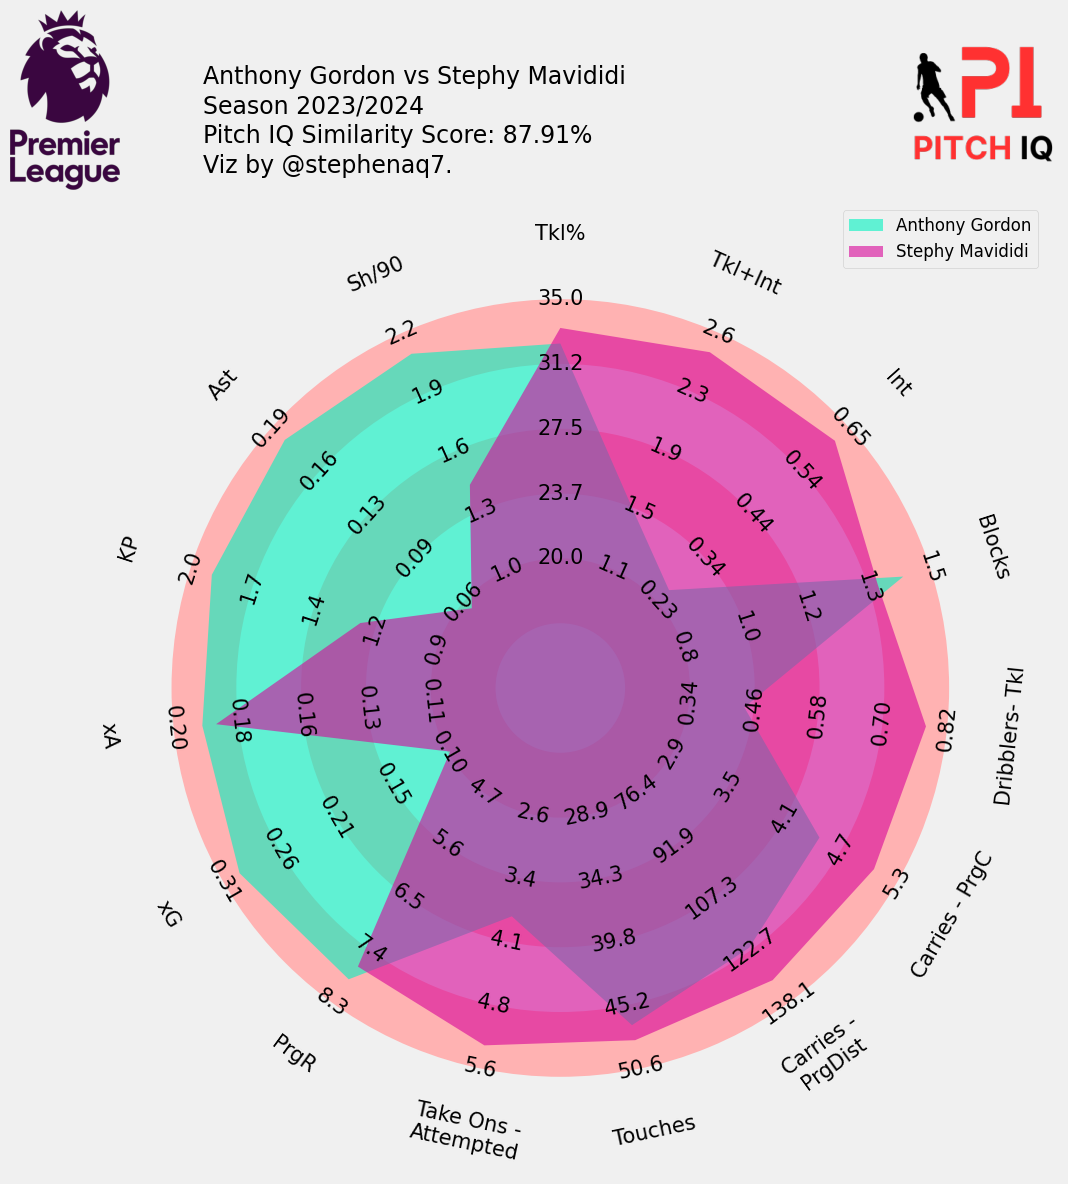 Premier
League
Anthony Gordon vs Stephy Mavididi
Season 2023/2024
Pitch IQ Similarity Score: 87.91%
Viz by @stephenaq7.
PI
PITCH IQ
Anthony Gordon
Stephy Mavididi
Tkl%
35.0
31.2
27.5
23.7
20.0
Tkl+Int
2.6
2.3
1.9
1.5
1.1
Int
0.65
0.54
0.44
0.34
0.23
Blocks
1.5
1.3
1.2
1.0
0.8
Dribblers- Tkl
0.82
0.70
0.58
0.46
0.34
Carries - PrgC
5.3
4.7
4.1
3.5
2.9
Carries -
PrgDist
138.1
122.7
107.3
91.9
76.4
Touches
50.6
45.2
39.8
34.3
28.9
Take Ons -
Attempted
5.6
4.8
4.1
3.4
2.6
PrgR
8.3
7.4
6.5
5.6
4.7
xG
0.31
0.26
0.21
0.15
0.10
xA
0.20
0.18
0.16
0.13
0.11
KP
2.0
1.7
1.4
1.2
0.9
Ast
0.19
0.16
0.13
0.09
0.06
Sh/90
2.2
1.9
1.6
1.3
1.0